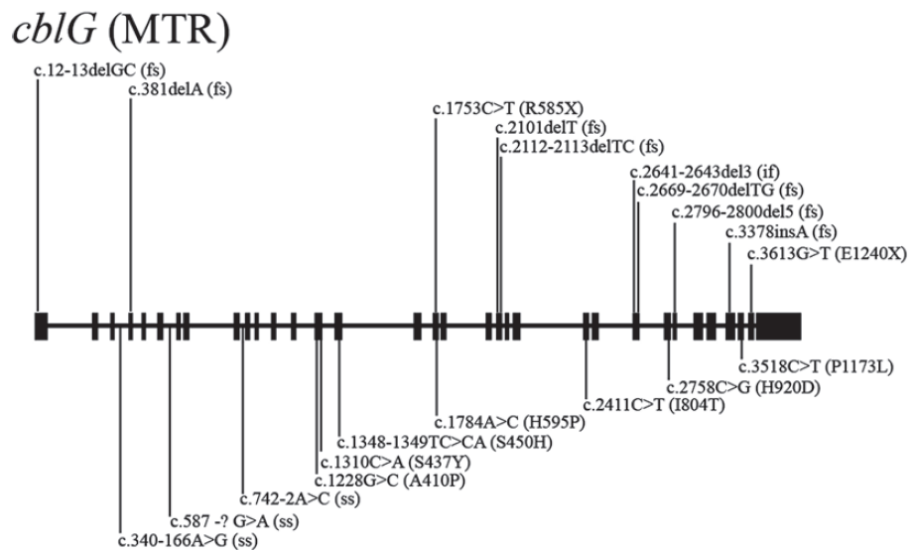 cblG (MTR)
c.12-13delGC (fs)
c.381delA (fs)
c.1753C>T (R585X)
c.2101delT (fs)
c.2112-2113delTC (fs)
c.2641-2643del3 (if)
c.2669-2670delTG (fs)
c.2796-2800del5 (fs)
c.3378insA (fs)
c.3613G>T (E1240X)
c.3518C>T (P1173L)
c.2758C>G (H920D)
c.2411C>T (I804T)
c.1784A>C (H595P)
c.1348-1349TC>CA (S450H)
c.1310C>A (S437Y)
c.1228G>C (A410P)
c.742-2A>C (ss)
c.587 -? G>A (ss)
c.340-166A>G (ss)